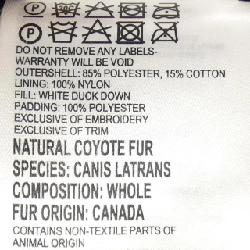 DO NOT REMOVE ANY LABELS-
WARRANTY WILL BE VOID
OUTERSHELL: 85% POLYESTER, 15% COTTON
LINING: 100% NYLON
FILL: WHITE DUCK DOWN
PADDING: 100% POLYESTER
EXCLUSIVE OF EMBROIDERY
EXCLUSIVE OF TRIM
NATURAL COYOTE FUR
SPECIES: CANIS LATRANS
COMPOSITION: WHOLE
FUR ORIGIN: CANADA
CONTAINS NON-TEXTILE PARTS OF
ANIMAL ORIGIN